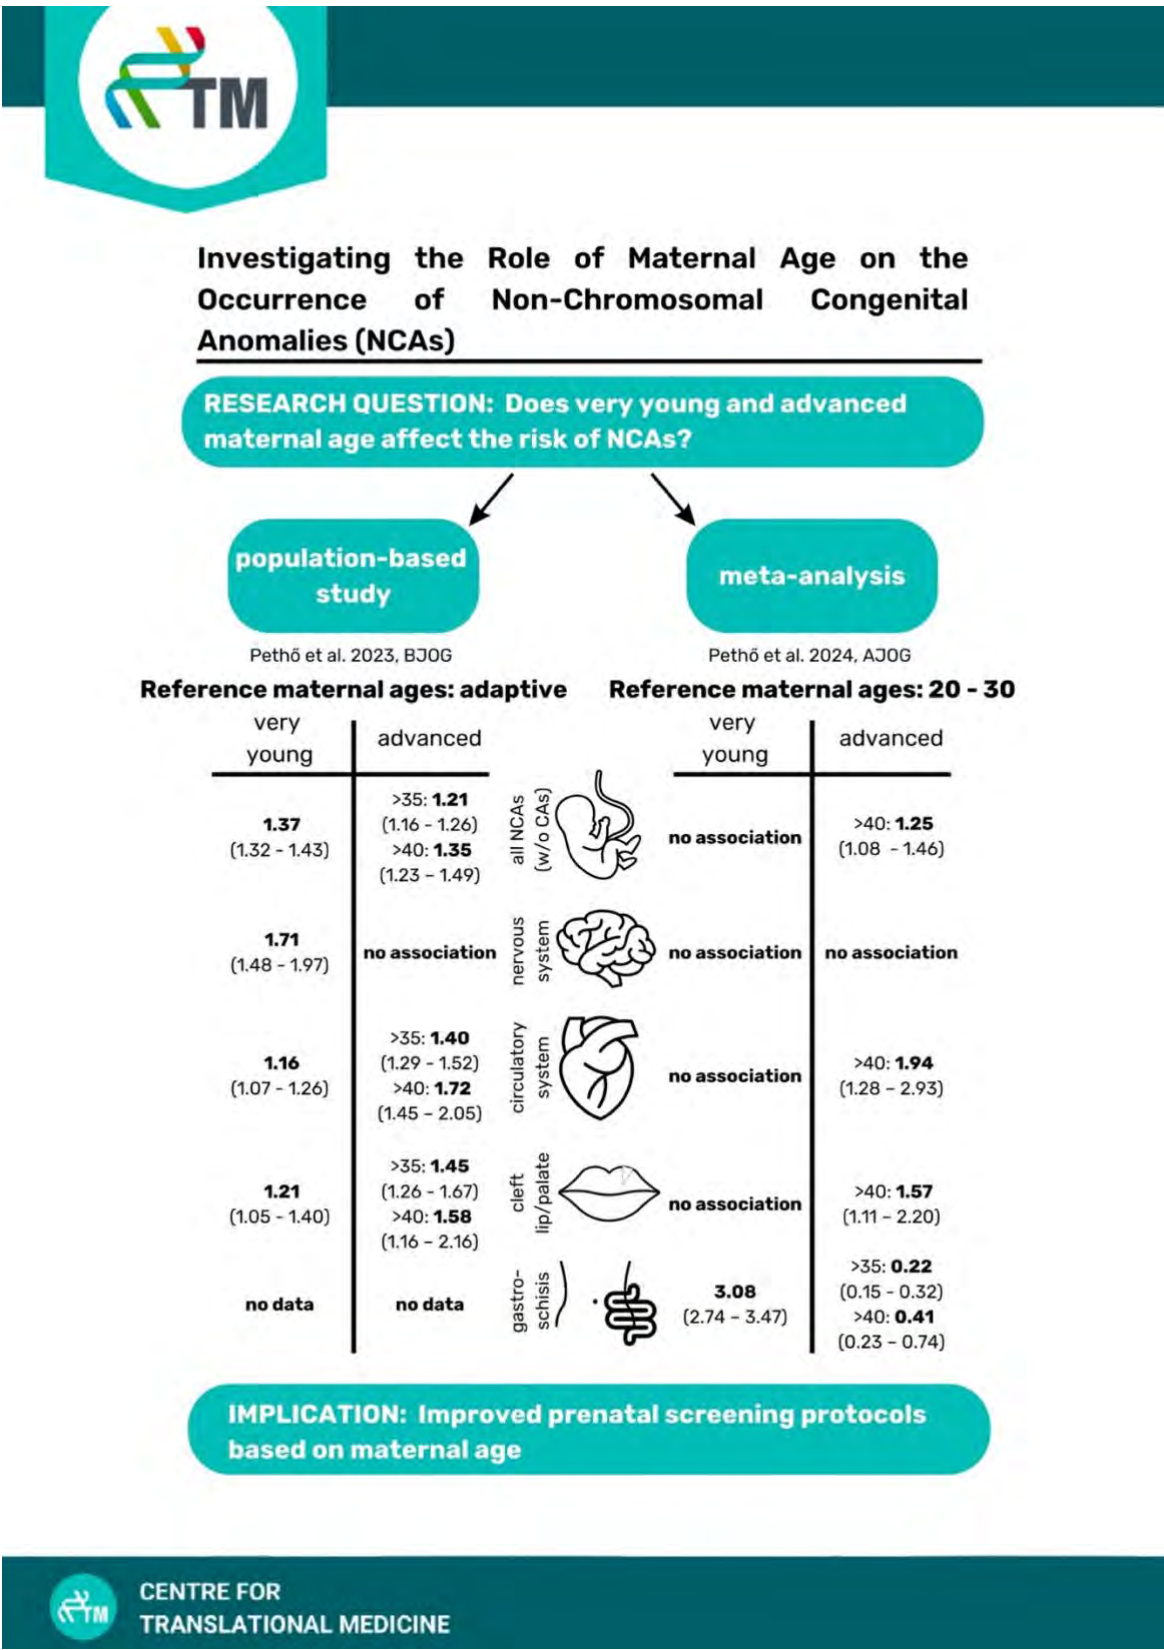 TM
Investigating the Role of Maternal Age on the
Occurrence of Non-Chromosomal Congenital
Anomalies (NCAs)
RESEARCH QUESTION: Does very young and advanced
maternal age affect the risk of NCAs?
population-based
study
meta-analysis
Pethő et al. 2023, BJOG
Pethő et al. 2024, AJOG
Reference maternal ages: adaptive
Reference maternal ages: 20 - 30
very
young
advanced
very
young
advanced
1.37
(1.32 - 1.43)
>35: 1.21
(1.16 - 1.26)
>40: 1.35
(1.23 – 1.49)
all NCAs
(w/o CAs)
no association
>40: 1.25
(1.08 - 1.46)
1.71
(1.48 - 1.97)
no association
nervous
system
no association
no association
1.16
(1.07 - 1.26)
>35: 1.40
(1.29 - 1.52)
>40: 1.72
(1.45 – 2.05)
circulatory
system
no association
>40: 1.94
(1.28 – 2.93)
1.21
(1.05 - 1.40)
>35: 1.45
(1.26 - 1.67)
>40: 1.58
(1.16 – 2.16)
cleft
lip/palate
no association
>40: 1.57
(1.11 – 2.20)
no data
no data
gastro-
schisis
3.08
(2.74 – 3.47)
>35: 0.22
(0.15 - 0.32)
>40: 0.41
(0.23 – 0.74)
IMPLICATION: Improved prenatal screening protocols
based on maternal age
TM
CENTRE FOR
TRANSLATIONAL MEDICINE